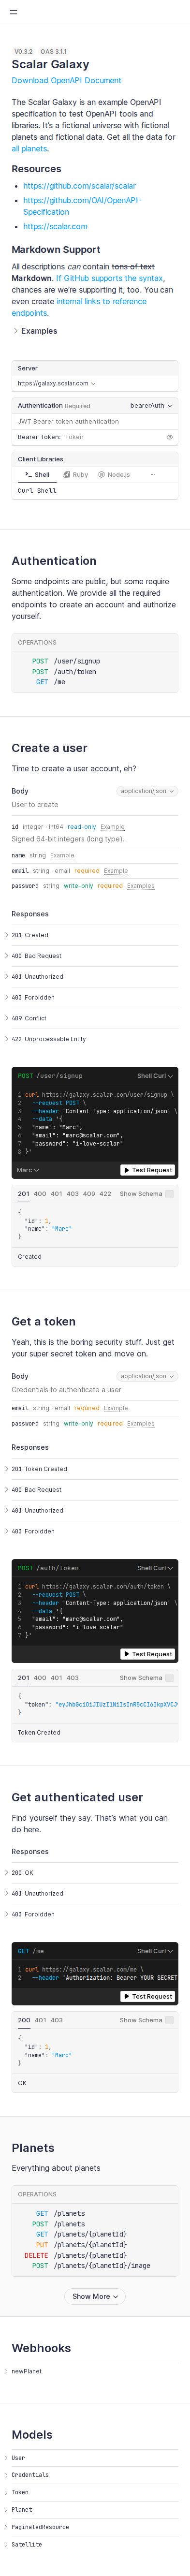 V0.3.2 OAS 3.1.1
Scalar Galaxy
Download OpenAPI Document
The Scalar Galaxy is an example OpenAPI
specification to test OpenAPI tools and
libraries. It's a fictional universe with fictional
planets and fictional data. Get all the data for
all planets.
Resources
https://github.com/scalar/scalar
https://github.com/OAI/OpenAPI-
Specification
https://scalar.com
Markdown Support
All descriptions can contain tons of text
Markdown. If GitHub supports the syntax,
chances are we're supporting it, too. You can
even create internal links to reference
endpoints.
Examples
Server
https://galaxy.scalar.com
Authentication Required bearerAuth
JWT Bearer token authentication
Bearer Token: Token
Client Libraries
Shell Ruby Node.js
Curl Shell
Authentication
Some endpoints are public, but some require
authentication. We provide all the required
endpoints to create an account and authorize
yourself.
OPERATIONS
POST /user/signup
POST /auth/token
GET /me
Create a user
Time to create a user account, eh?
Body application/json
User to create
id integer · int64 read-only Example
Signed 64-bit integers (long type).
name string Example
email string · email required Example
password string write-only required Examples
Responses
201 Created
400 Bad Request
401 Unauthorized
403 Forbidden
409 Conflict
422 Unprocessable Entity
POST /user/signup Shell Curl
1 curl https://galaxy.scalar.com/user/signup \
2 --request POST \
3 --header 'Content-Type: application/json' \
4 --data '{
5 "name": "Marc",
6 "email": "marc@scalar.com",
7 "password": "i-love-scalar"
8 }'
Marc Test Request
201 400 401 403 409 422 Show Schema
{
"id": 1,
"name": "Marc"
}
Created
Get a token
Yeah, this is the boring security stuff. Just get
your super secret token and move on.
Body application/json
Credentials to authenticate a user
email string · email required Example
password string write-only required Examples
Responses
201 Token Created
400 Bad Request
401 Unauthorized
403 Forbidden
POST /auth/token Shell Curl
1 curl https://galaxy.scalar.com/auth/token \
2 --request POST \
3 --header 'Content-Type: application/json' \
4 --data '{
5 "email": "marc@scalar.com",
6 "password": "i-love-scalar"
7 }'
Test Request
201 400 401 403 Show Schema
{
"token": "eyJhbGciOiJIUzI1NiIsInR5cCI6IkpXVCJ9
}
Token Created
Get authenticated user
Find yourself they say. That's what you can
do here.
Responses
200 OK
401 Unauthorized
403 Forbidden
GET /me Shell Curl
1 curl https://galaxy.scalar.com/me \
2 --header 'Authorization: Bearer YOUR_SECRET
Test Request
200 401 403 Show Schema
{
"id": 1,
"name": "Marc"
}
OK
Planets
Everything about planets
OPERATIONS
GET /planets
POST /planets
GET /planets/{planetId}
PUT /planets/{planetId}
DELETE /planets/{planetId}
POST /planets/{planetId}/image
Show More
Webhooks
newPlanet
Models
User
Credentials
Token
Planet
PaginatedResource
Satellite